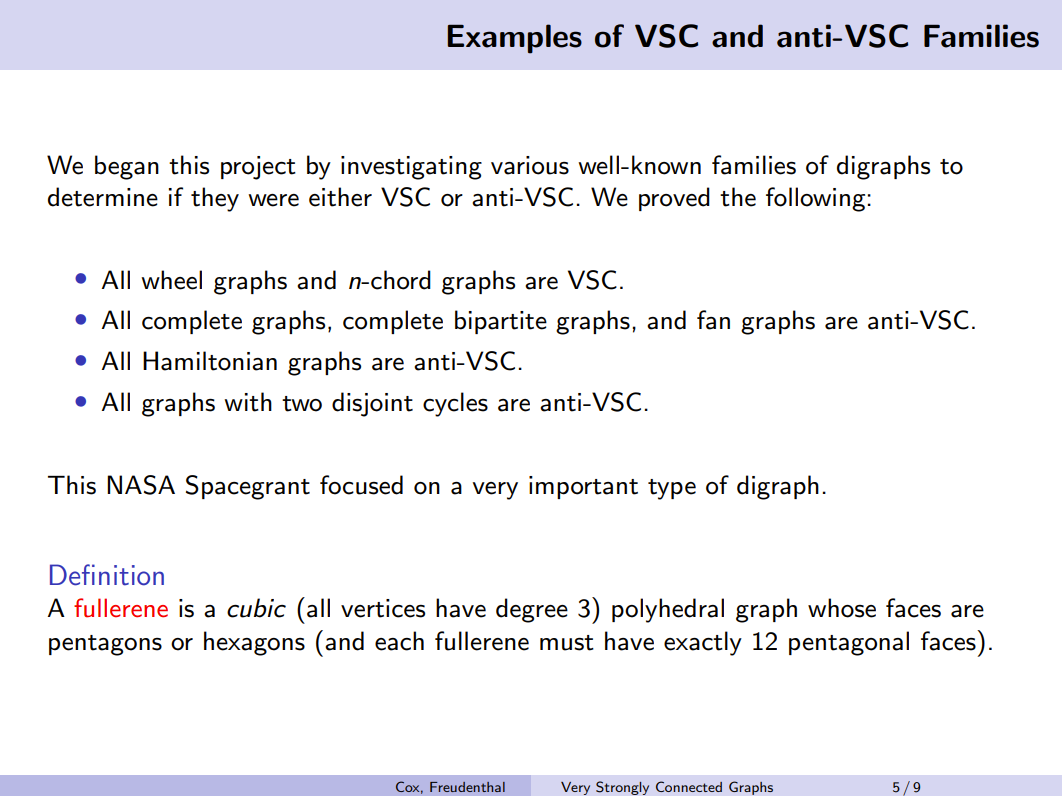 Examples of VSC and anti-VSC Families
We began this project by investigating various well-known families of digraphs to
determine if they were either VSC or anti-VSC. We proved the following:
• All wheel graphs and n-chord graphs are VSC.
• All complete graphs, complete bipartite graphs, and fan graphs are anti-VSC.
• All Hamiltonian graphs are anti-VSC.
• All graphs with two disjoint cycles are anti-VSC.
This NASA Spacegrant focused on a very important type of digraph.
Definition
A fullerene is a cubic (all vertices have degree 3) polyhedral graph whose faces are
pentagons or hexagons (and each fullerene must have exactly 12 pentagonal faces).
Cox, Freudenthal Very Strongly Connected Graphs 5 / 9